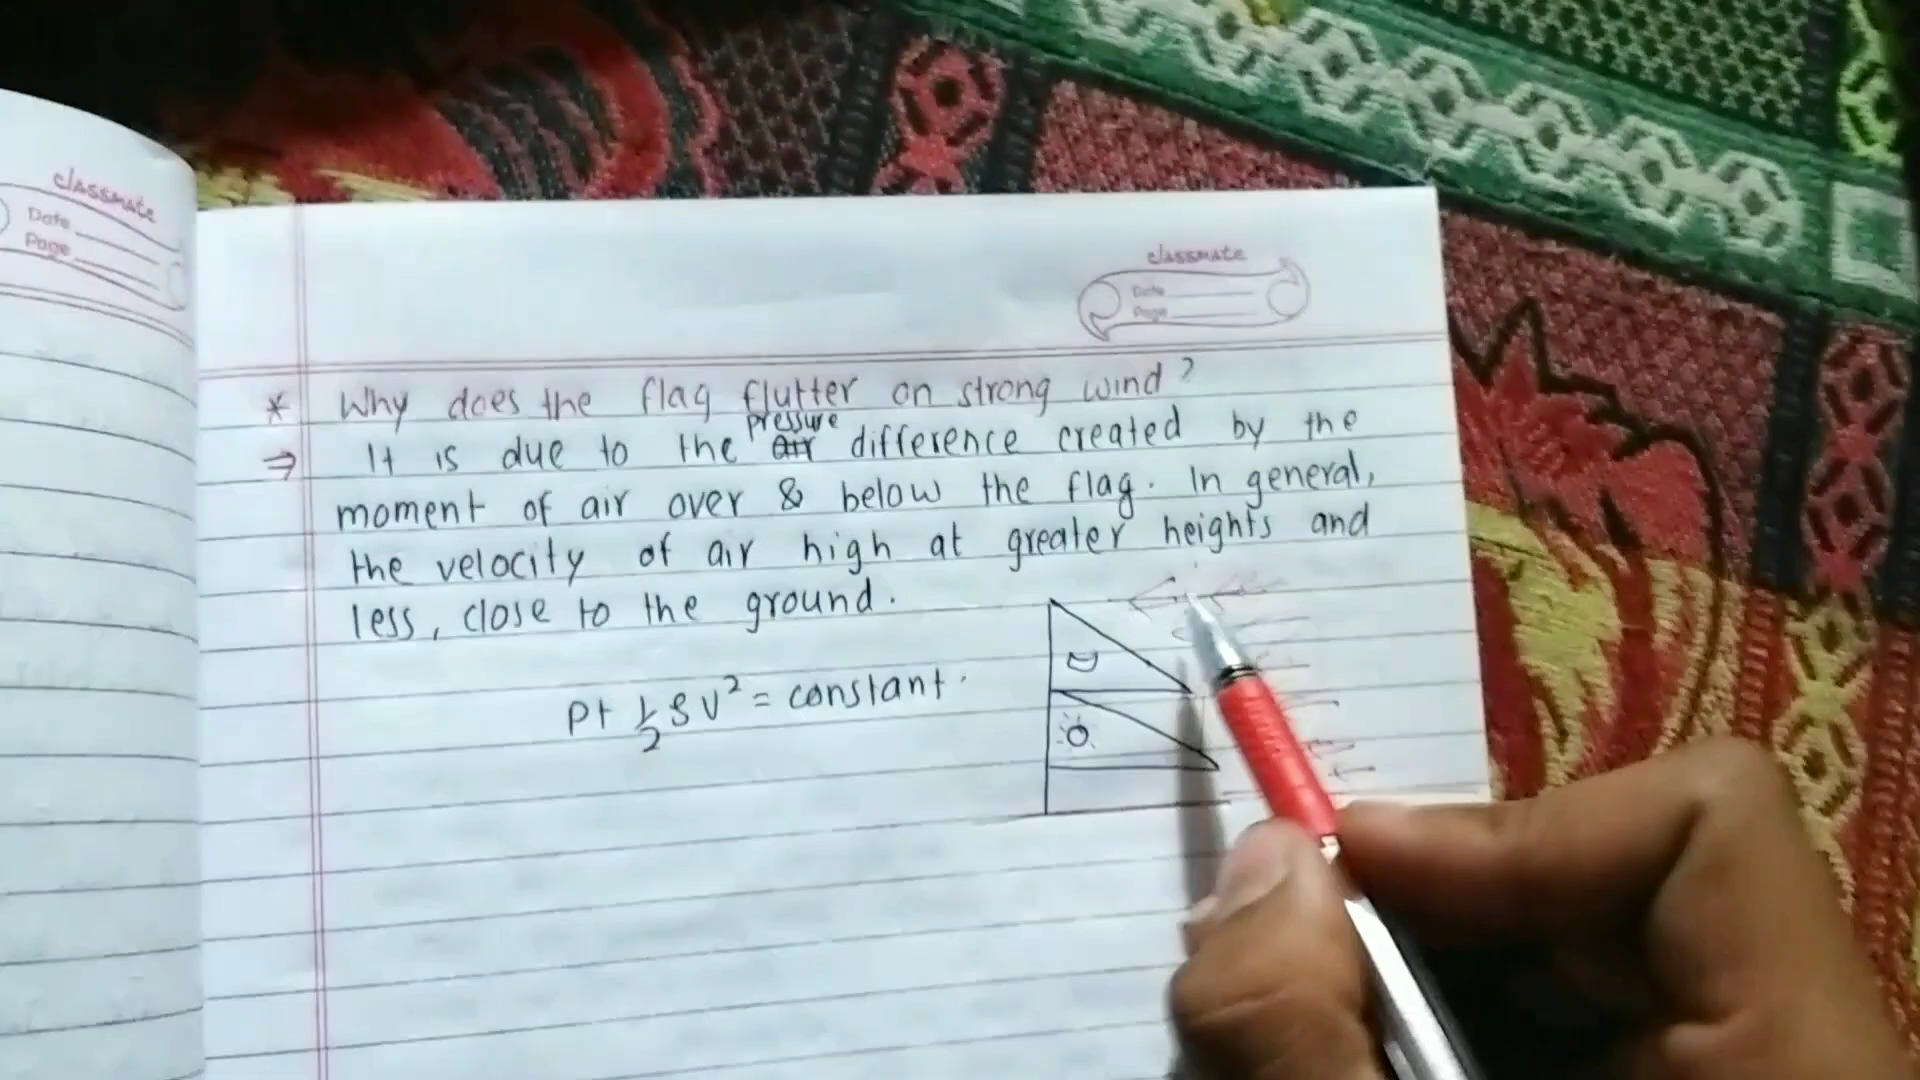 classmate
Date
Page
classmate
Date
Page
* Why does the flag flutter on strong wind?
pressure
⇒ It is due to the air difference created by the
moment of air over & below the flag. In general,
the velocity of air high at greater heights and
less, close to the ground.
P+ 1/2 ρv² = constant.